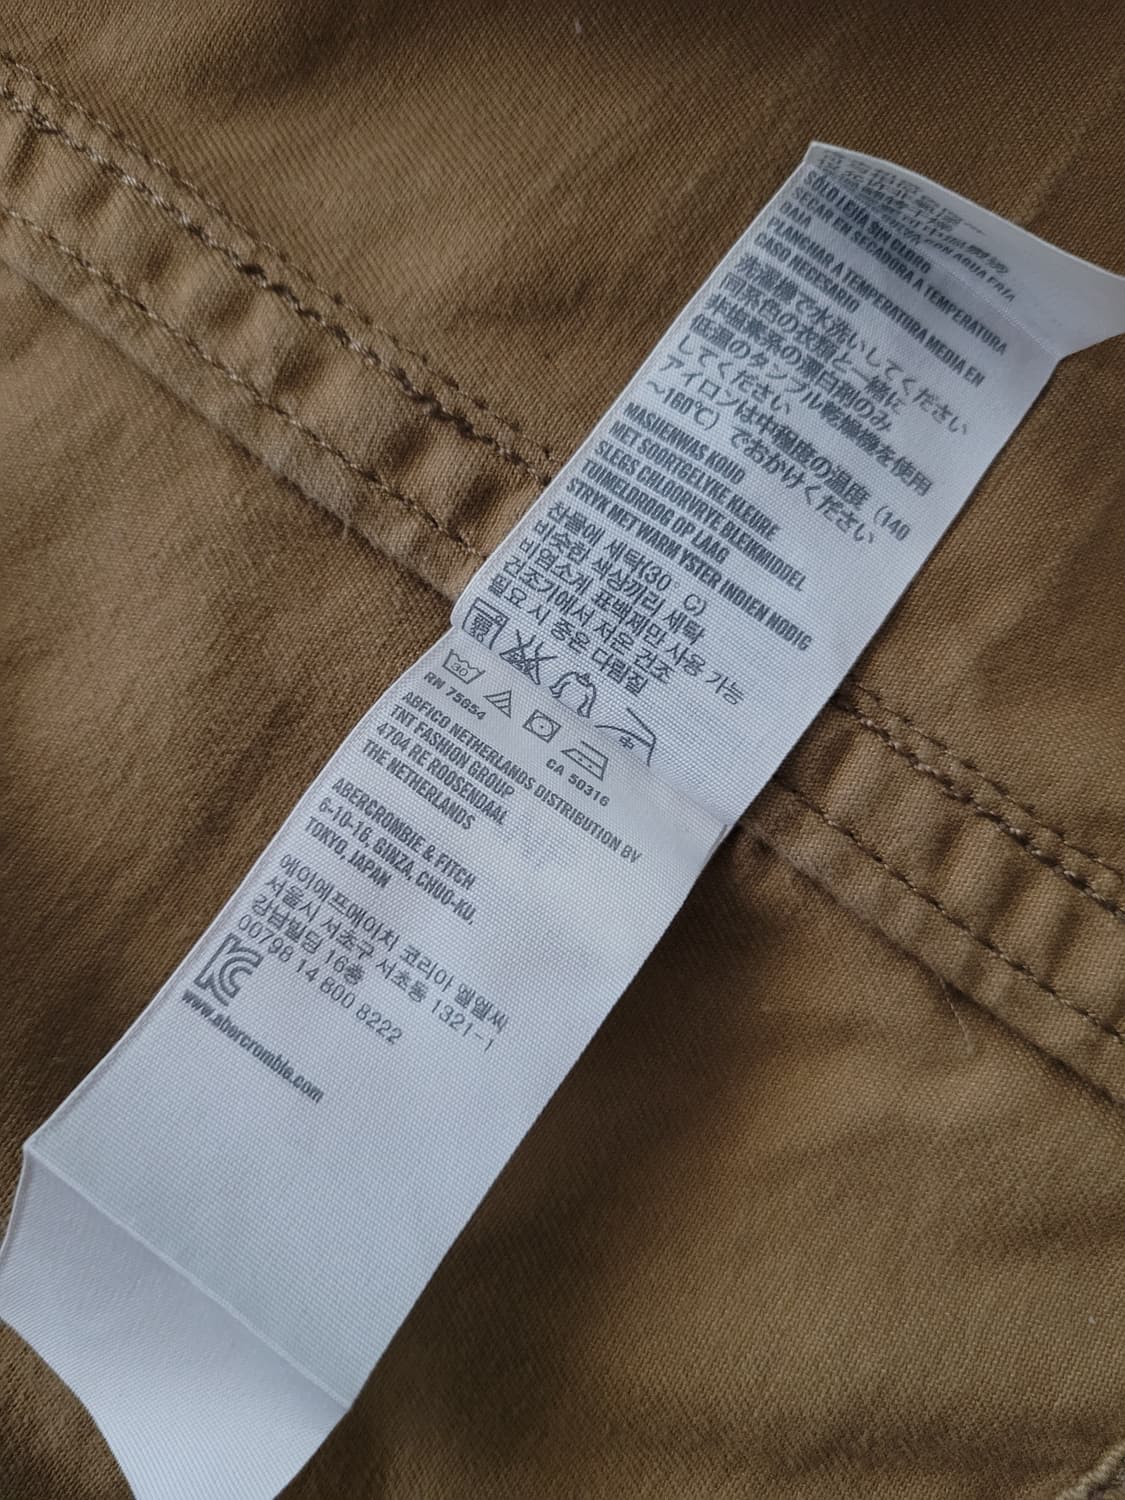 SÓLO LEJIA SIN CLORO
SECAR EN SECADORA A TEMPERATURA
BAJA
PLANCHAR A TEMPERATURA MEDIA EN
CASO NECESARIO
洗濯機で水洗いしてください
同系色の衣類と一緒に
非塩素系の漂白剤のみ
低温のタンブル乾燥機を使用
してください
アイロンは中程度の温度 (140
~160℃) でおかけください
MASJIENWAS KOUD
MET SOORTGELYKE KLEURE
SLEGS CHLOORVRYE BLEIKMIDDEL
TUIMELDROOG OP LAAG
STRYK MET WARM YSTER INDIEN NODIG
찬물에 세탁(30 ° C)
비슷한 색상끼리 세탁
비염소계 표백제만 사용 가능
건조기에서 저온 건조
필요 시 중온 다림질
中
30
RN 75654
CA 50316
ABFICO NETHERLANDS DISTRIBUTION BV
TNT FASHION GROUP
4704 RE ROOSENDAAL
THE NETHERLANDS
ABERCROMBIE & FITCH
6-10-16, GINZA, CHUO-KU,
TOKYO, JAPAN
에이에프에이치 코리아 엘엘씨
서울시 서초구 서초동 1321-1
강남빌딩 16층
00798 14 800 8222
www.abercrombie.com